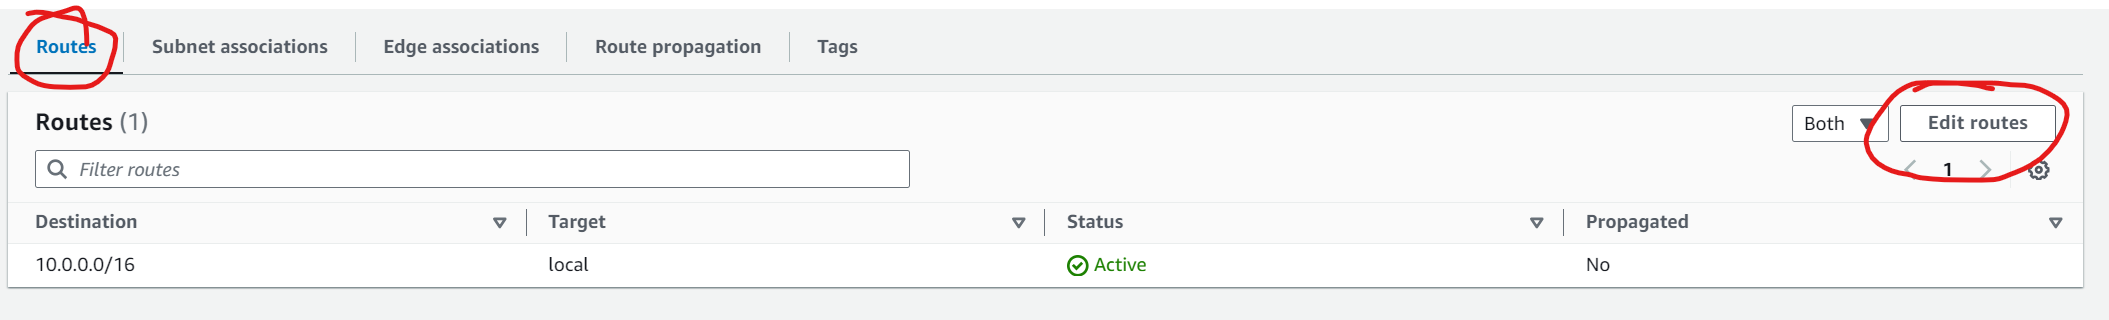 Routes Subnet associations Edge associations Route propagation Tags
Routes (1) Both Edit routes
Filter routes 1
Destination Target Status Propagated
10.0.0.0/16 local Active No